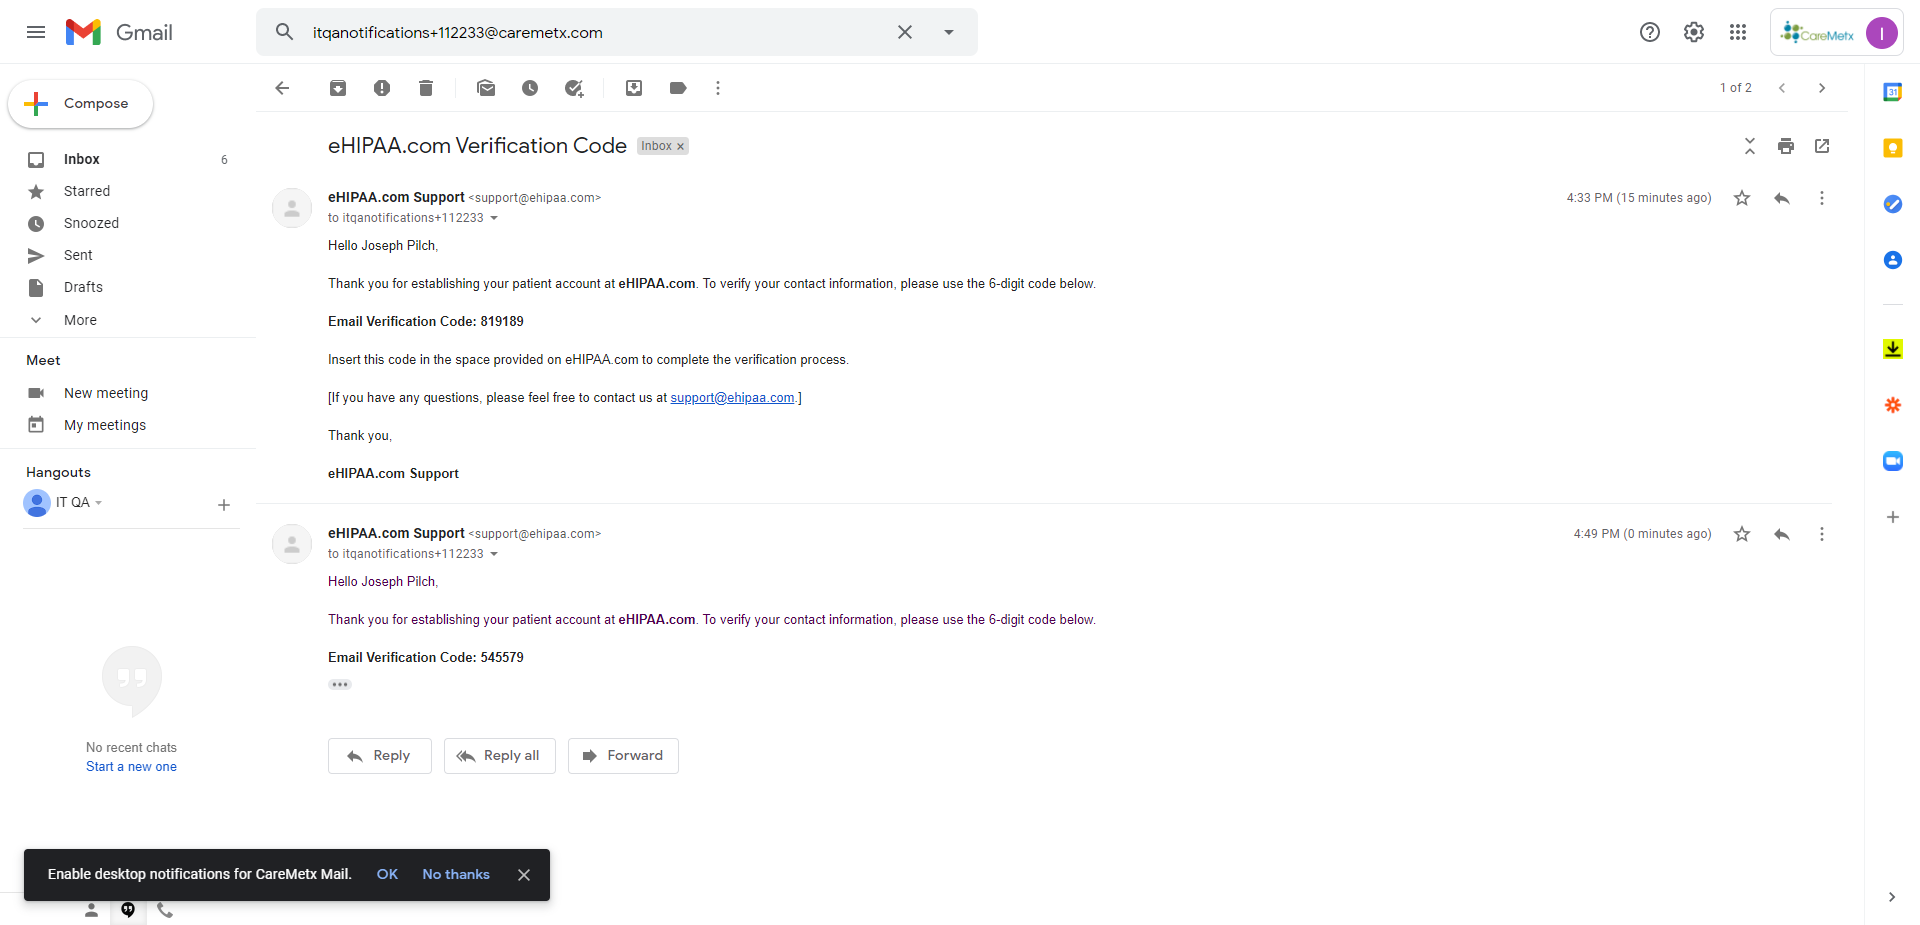 Gmail
itqanotifications+112233@caremetx.com
CareMetx
I
Compose
1 of 2
31
Inbox 6
Starred
Snoozed
Sent
Drafts
More
Meet
New meeting
My meetings
Hangouts
IT QA
No recent chats
Start a new one
eHIPAA.com Verification Code Inbox x
eHIPAA.com Support <support@ehipaa.com> 4:33 PM (15 minutes ago)
to itqanotifications+112233
Hello Joseph Pilch,
Thank you for establishing your patient account at eHIPAA.com. To verify your contact information, please use the 6-digit code below.
Email Verification Code: 819189
Insert this code in the space provided on eHIPAA.com to complete the verification process.
[If you have any questions, please feel free to contact us at support@ehipaa.com.]
Thank you,
eHIPAA.com Support
eHIPAA.com Support <support@ehipaa.com> 4:49 PM (0 minutes ago)
to itqanotifications+112233
Hello Joseph Pilch,
Thank you for establishing your patient account at eHIPAA.com. To verify your contact information, please use the 6-digit code below.
Email Verification Code: 545579
Reply Reply all Forward
Enable desktop notifications for CareMetx Mail. OK No thanks